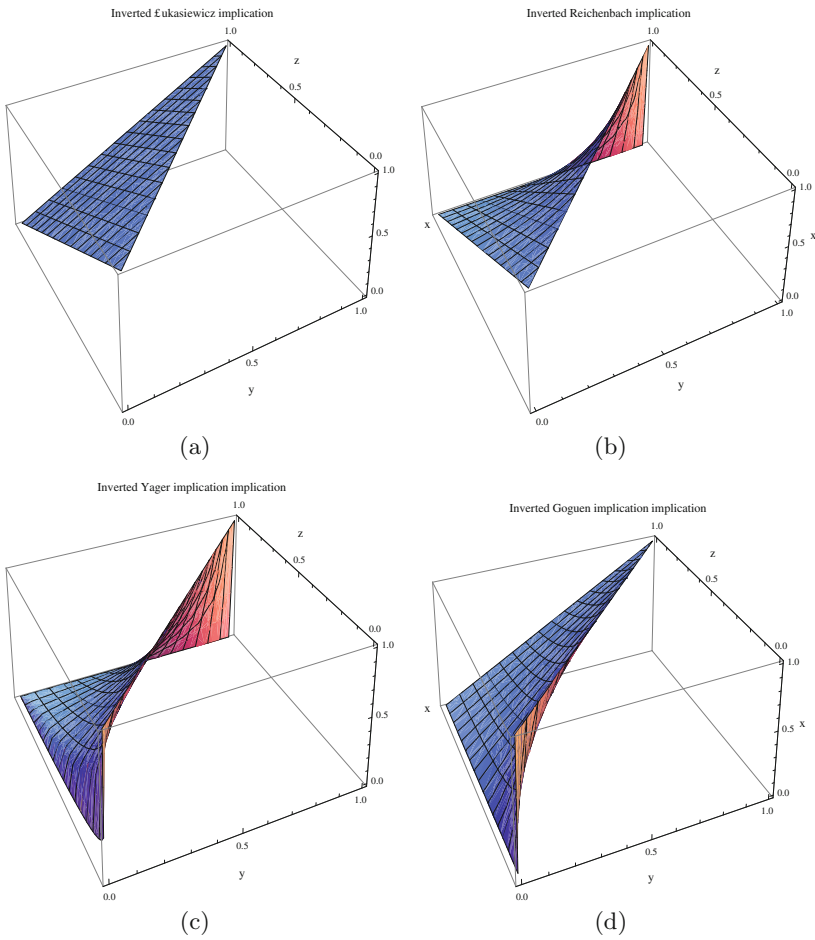 Inverted £ukasiewicz implication
1.0
z
0.5
0.0
1.0
0.5
0.0
1.0
0.5
y
0.0
(a)
Inverted Reichenbach implication
1.0
z
0.5
0.0
1.0
x
x
0.5
0.0
1.0
0.5
y
0.0
(b)
Inverted Yager implication implication
1.0
z
0.5
0.0
1.0
0.5
0.0
1.0
0.5
y
0.0
(c)
Inverted Goguen implication implication
1.0
z
0.5
0.0
1.0
x
x
0.5
0.0
1.0
0.5
y
0.0
(d)